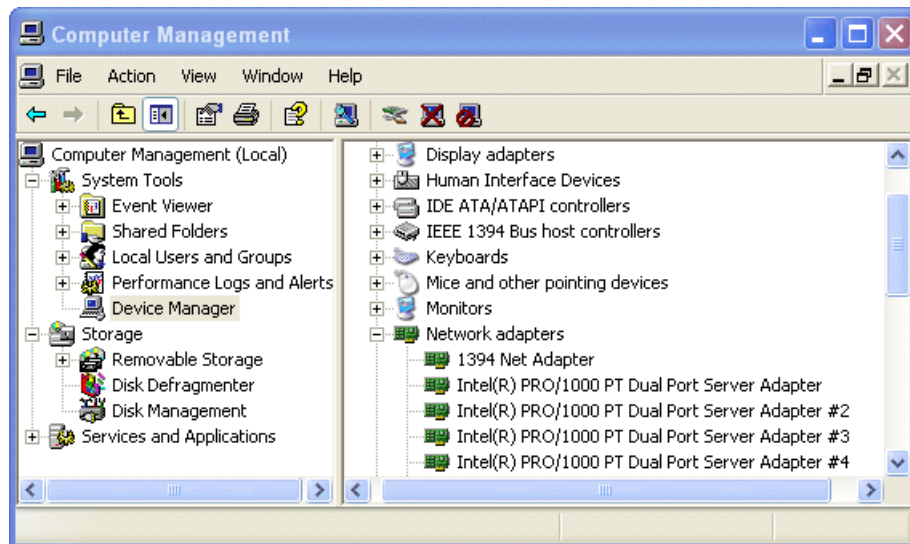 Computer Management
File Action View Window Help
Computer Management (Local)
System Tools
Event Viewer
Shared Folders
Local Users and Groups
Performance Logs and Alerts
Device Manager
Storage
Removable Storage
Disk Defragmenter
Disk Management
Services and Applications
Display adapters
Human Interface Devices
IDE ATA/ATAPI controllers
IEEE 1394 Bus host controllers
Keyboards
Mice and other pointing devices
Monitors
Network adapters
1394 Net Adapter
Intel(R) PRO/1000 PT Dual Port Server Adapter
Intel(R) PRO/1000 PT Dual Port Server Adapter #2
Intel(R) PRO/1000 PT Dual Port Server Adapter #3
Intel(R) PRO/1000 PT Dual Port Server Adapter #4